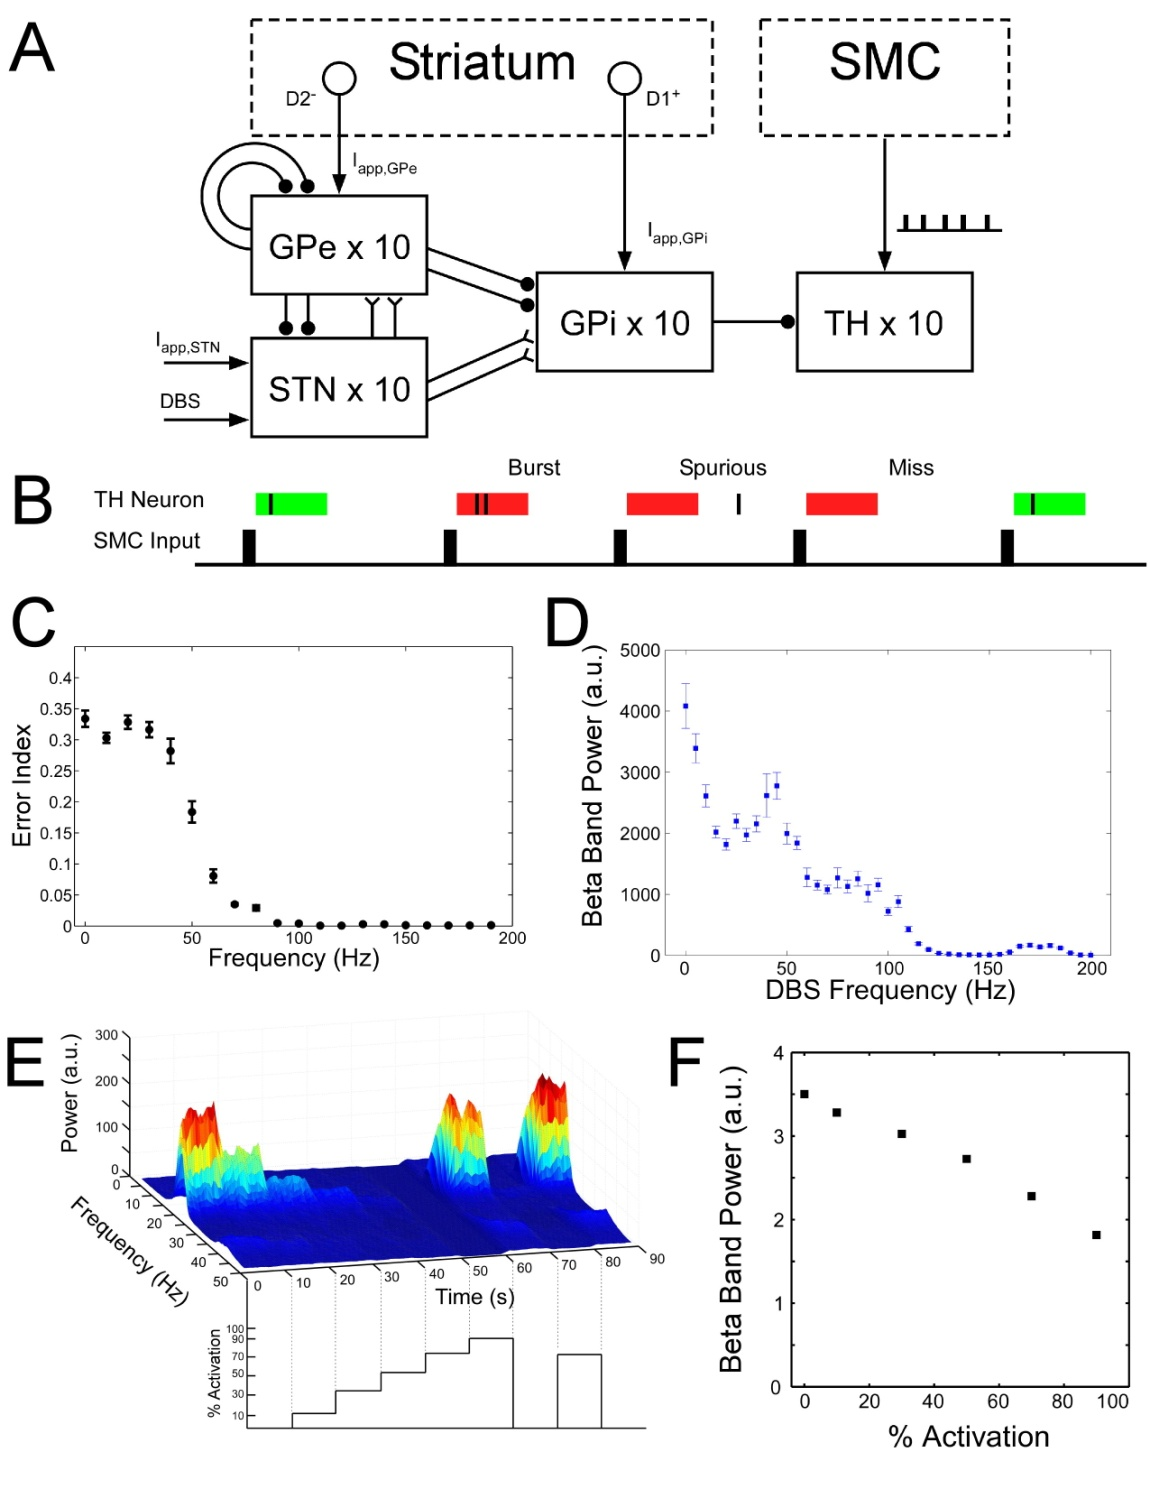 A
Striatum
SMC
D2-
D1+
Iapp,GPe
Iapp,GPi
GPe x 10
GPi x 10
TH x 10
Iapp,STN
STN x 10
DBS
B
Burst
Spurious
Miss
TH Neuron
SMC Input
C
Error Index
0.4
0.35
0.3
0.25
0.2
0.15
0.1
0.05
0
0
50
100
150
200
Frequency (Hz)
D
Beta Band Power (a.u.)
5000
4000
3000
2000
1000
0
0
50
100
150
200
DBS Frequency (Hz)
E
Power (a.u.)
300
200
100
0
0
10
20
30
40
50
Frequency (Hz)
0
10
20
30
40
50
60
70
80
90
Time (s)
% Activation
100
90
70
50
30
10
F
Beta Band Power (a.u.)
4
3
2
1
0
0
20
40
60
80
100
% Activation